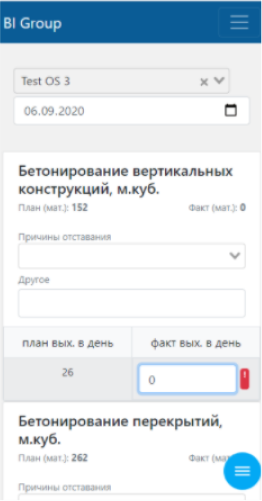 BI Group
Test OS 3
06.09.2020
Бетонирование вертикальных
конструкций, м.куб.
План (мат.): 152 Факт (мат.): 0
Причины отставания
Другое
план вых. в день факт вых. в день
26 0 !
Бетонирование перекрытий,
м.куб.
План (мат.): 262 Факт
Причины отставания